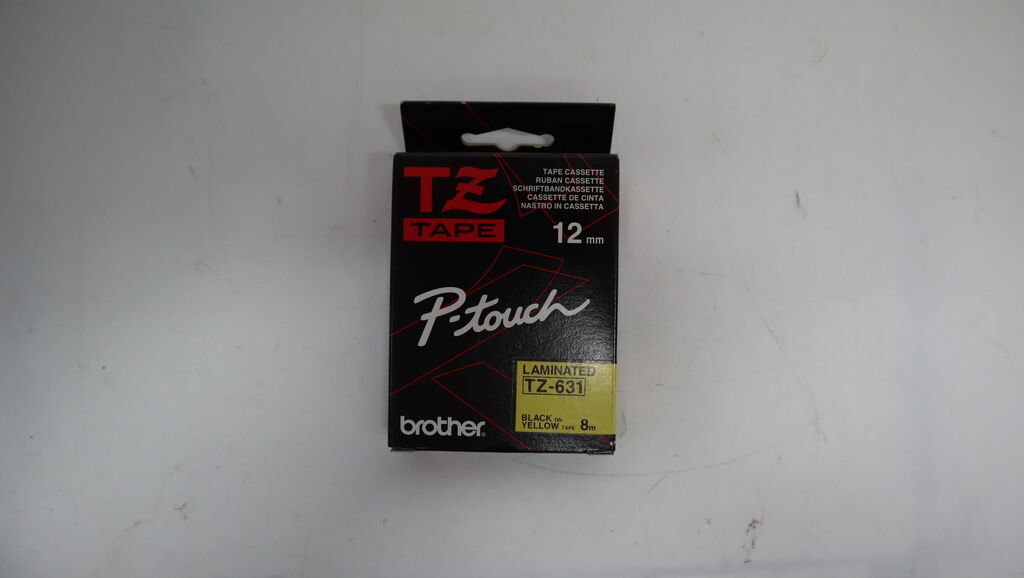 TZ
TAPE
TAPE CASSETTE
RUBAN CASSETTE
SCHRIFTBANDKASSETTE
CASSETTE DE CINTA
NASTRO IN CASSETTA
12 mm
P-touch
LAMINATED
TZ-631
BLACK ON
YELLOW TAPE 8m
brother®